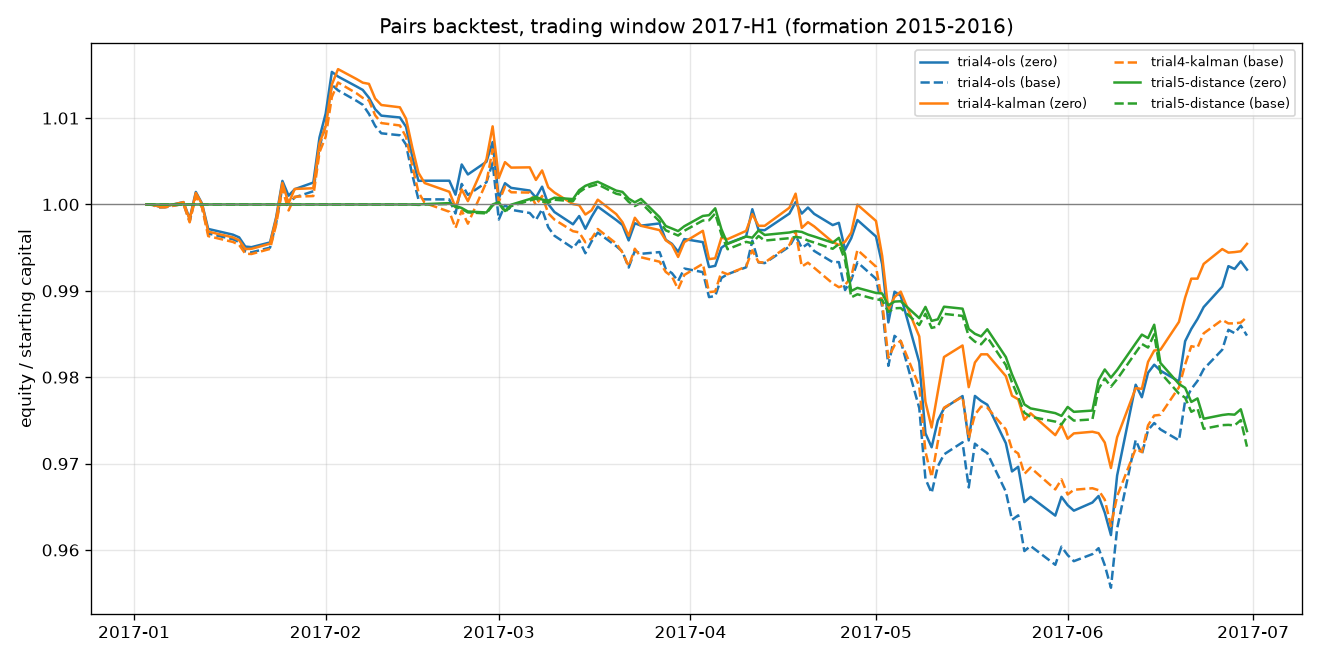 Pairs backtest, trading window 2017-H1 (formation 2015-2016)
trial4-ols (zero)
trial4-ols (base)
trial4-kalman (zero)
trial4-kalman (base)
trial5-distance (zero)
trial5-distance (base)
equity / starting capital
1.01
1.00
0.99
0.98
0.97
0.96
2017-01
2017-02
2017-03
2017-04
2017-05
2017-06
2017-07